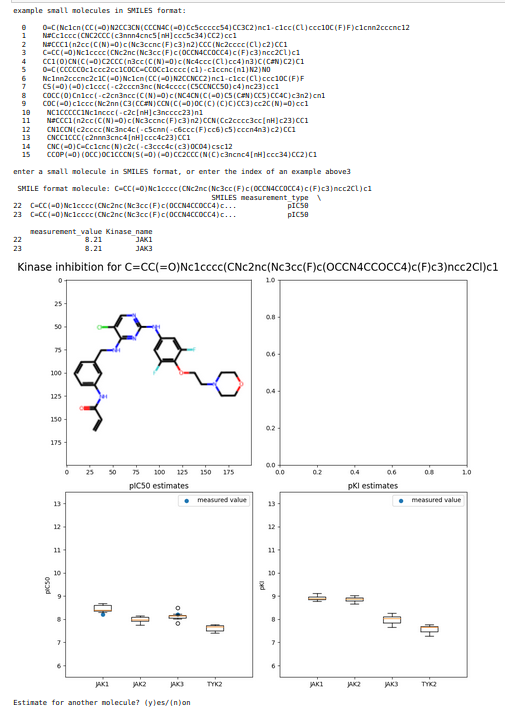 example small molecules in SMILES format:
0 O=C(Nc1cn(CC(=O)N2CC3CN(CCCN4C(=O)Cc5ccccc54)CC3C2)nc1-c1cc(Cl)ccc1OC(F)F)c1cnn2cccnc12
1 N#Cc1ccc(CNC2CCC(c3nnn4cnc5[nH]ccc5c34)CC2)cc1
2 N#CCC1(n2cc(C(N)=O)c(Nc3ccnc(F)c3)n2)CCC(Nc2cccc(Cl)c2)CC1
3 C=CC(=O)Nc1cccc(CNc2nc(Nc3cc(F)c(OCCN4CCOCC4)c(F)c3)ncc2Cl)c1
4 CC1(O)CN(C(=O)C2CCC(n3cc(C(N)=O)c(Nc4ccc(Cl)cc4)n3)C(C#N)C2)C1
5 O=C(CCCCCOc1ccc2cc1COCC=CCOCc1cccc(c1)-c1ccnc(n1)N2)NO
6 Nc1nn2cccnc2c1C(=O)Nc1cn(CC(=O)N2CCCNCC2)nc1-c1cc(Cl)ccc1OC(F)F
7 CS(=O)(=O)c1ccc(-c2cccn3nc(Nc4cccc(C5CCNCC5O)c4)nc23)cc1
8 COCC(O)Cn1cc(-c2cn3ncc(C(N)=O)c(NC4CN(C(=O)C5(C#N)CC5)CC4C)c3n2)cn1
9 COC(=O)c1ccc(Nc2nn(C3(CC#N)CCN(C(=O)OC(C)(C)C)CC3)cc2C(N)=O)cc1
10 NC1CCCCC1Nc1nccc(-c2c[nH]c3ncccc23)n1
11 N#CCC1(n2cc(C(N)=O)c(Nc3ccnc(F)c3)n2)CCN(Cc2cccc3cc[nH]c23)CC1
12 CN1CCN(c2cccc(Nc3nc4c(-c5cnn(-c6ccc(F)cc6)c5)cccn4n3)c2)CC1
13 CNCC1CCC(c2nnn3cnc4[nH]ccc4c23)CC1
14 CNC(=O)C=Cc1cnc(N)c2c(-c3ccc4c(c3)OCO4)csc12
15 CCOP(=O)(OCC)OC1CCCN(S(=O)(=O)CC2CCC(N(C)c3ncnc4[nH]ccc34)CC2)C1
enter a small molecule in SMILES format, or enter the index of an example above3
SMILE format molecule: C=CC(=O)Nc1cccc(CNc2nc(Nc3cc(F)c(OCCN4CCOCC4)c(F)c3)ncc2Cl)c1
SMILES measurement_type \
22 C=CC(=O)Nc1cccc(CNc2nc(Nc3cc(F)c(OCCN4CCOCC4)c... pIC50
23 C=CC(=O)Nc1cccc(CNc2nc(Nc3cc(F)c(OCCN4CCOCC4)c... pIC50
measurement_value Kinase_name
22 8.21 JAK1
23 8.21 JAK3
Kinase inhibition for C=CC(=O)Nc1cccc(CNc2nc(Nc3cc(F)c(OCCN4CCOCC4)c(F)c3)ncc2Cl)c1
0
25
50
75
100
125
150
175
0 25 50 75 100 125 150 175
1.0
0.8
0.6
0.4
0.2
0.0
0.0 0.2 0.4 0.6 0.8 1.0
pIC50 estimates
pIC50
13
12
11
10
9
8
7
6
measured value
JAK1 JAK2 JAK3 TYK2
pKI estimates
pKI
13
12
11
10
9
8
7
6
measured value
JAK1 JAK2 JAK3 TYK2
Estimate for another molecule? (y)es/(n)on